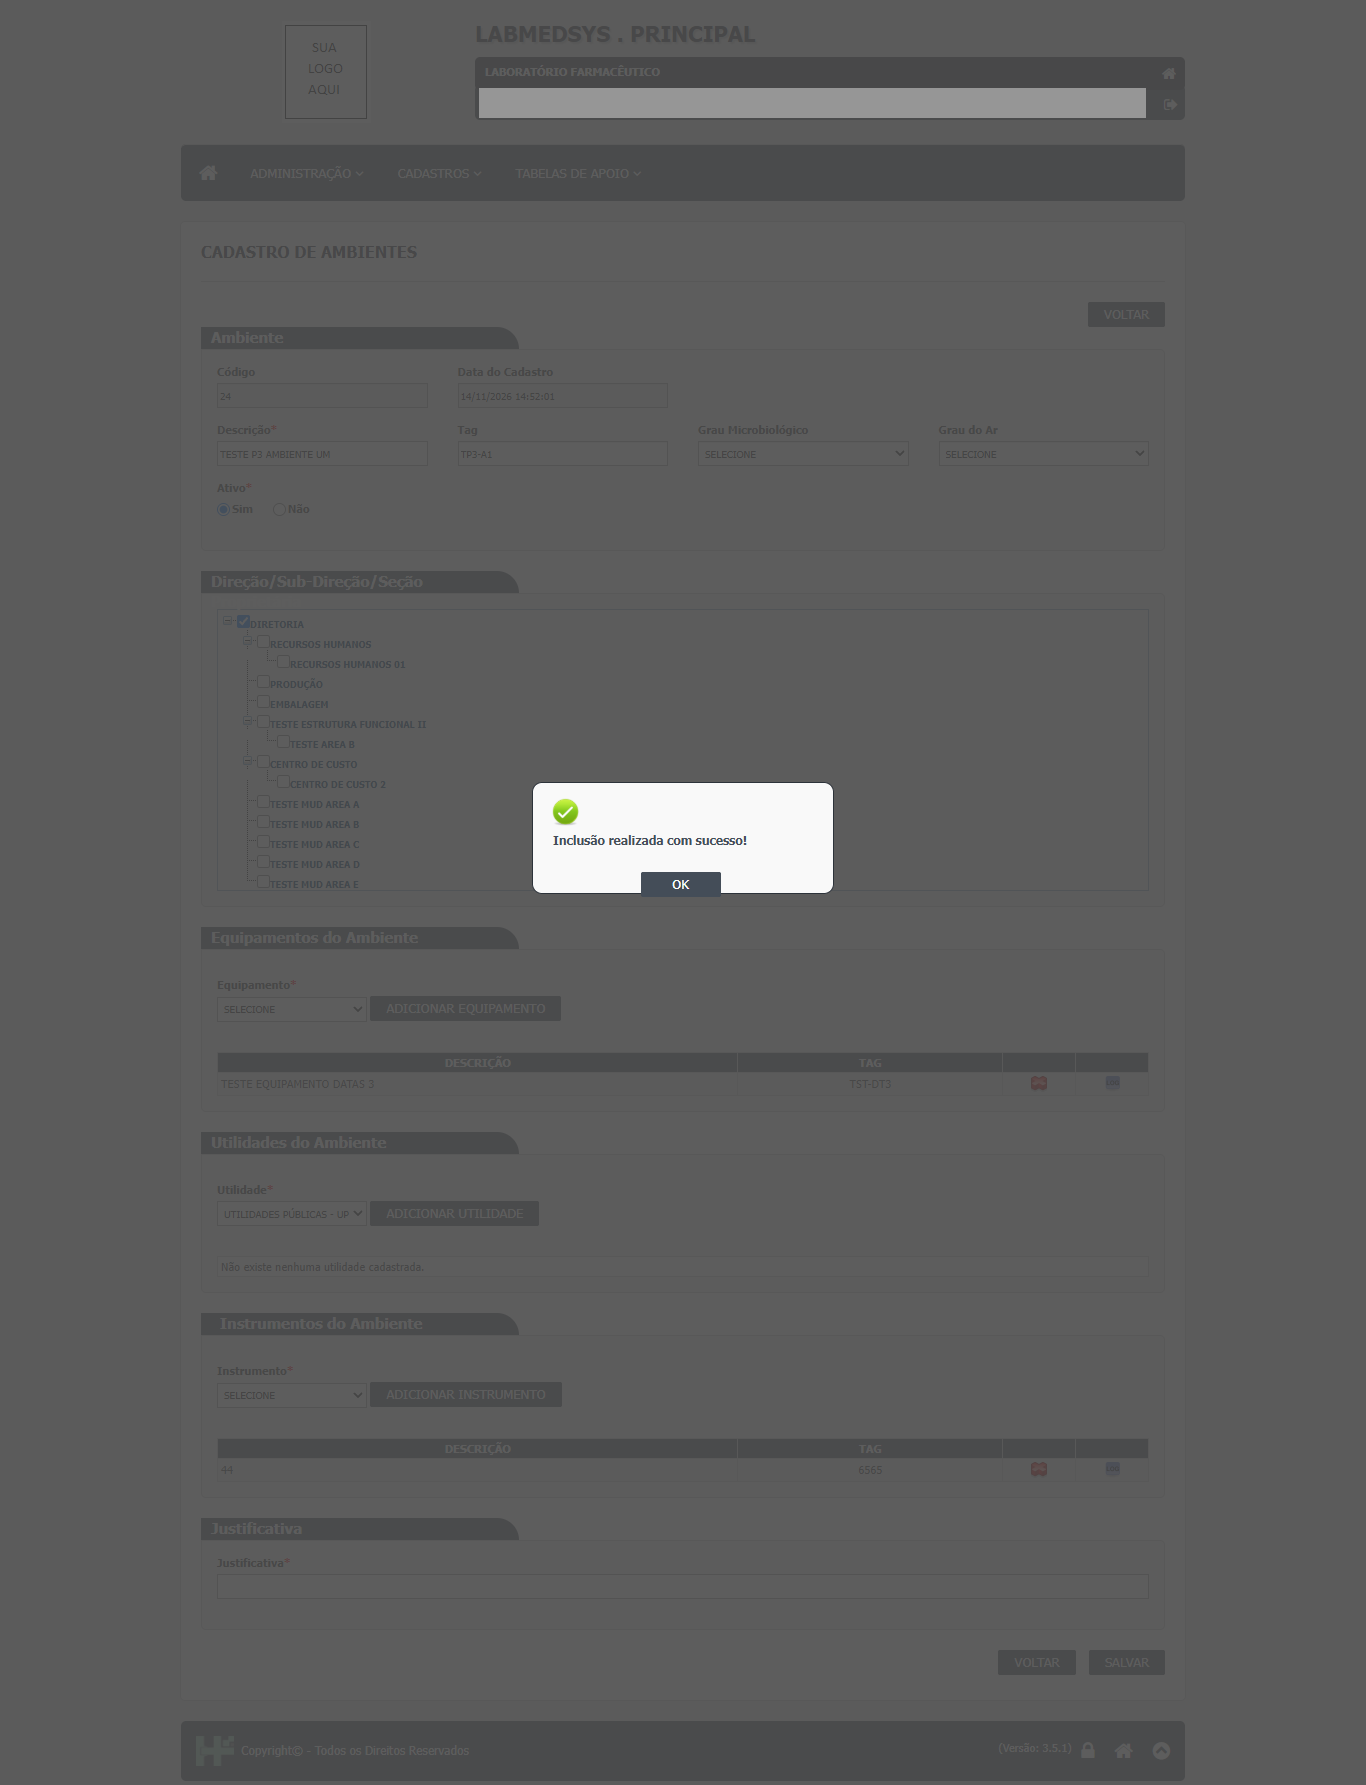 SUA
LOGO
AQUI
LABMEDSYS . PRINCIPAL
LABORATÓRIO FARMACÊUTICO
ADMINISTRAÇÃO
CADASTROS
TABELAS DE APOIO
CADASTRO DE AMBIENTES
VOLTAR
Ambiente
Código
Data do Cadastro
24
14/11/2026 14:52:01
Descrição*
Tag
Grau Microbiológico
Grau do Ar
TESTE P3 AMBIENTE UM
TP3-A1
SELECIONE
SELECIONE
Ativo*
Sim
Não
Direção/Sub-Direção/Seção
DIRETORIA
RECURSOS HUMANOS
RECURSOS HUMANOS 01
PRODUÇÃO
EMBALAGEM
TESTE ESTRUTURA FUNCIONAL II
TESTE AREA B
CENTRO DE CUSTO
CENTRO DE CUSTO 2
TESTE MUD AREA A
TESTE MUD AREA B
TESTE MUD AREA C
TESTE MUD AREA D
TESTE MUD AREA E
Inclusão realizada com sucesso!
OK
Equipamentos do Ambiente
Equipamento*
SELECIONE
ADICIONAR EQUIPAMENTO
DESCRIÇÃO
TAG
TESTE EQUIPAMENTO DATAS 3
TST-DT3
Utilidades do Ambiente
Utilidade*
UTILIDADES PÚBLICAS - UP
ADICIONAR UTILIDADE
Não existe nenhuma utilidade cadastrada.
Instrumentos do Ambiente
Instrumento*
SELECIONE
ADICIONAR INSTRUMENTO
DESCRIÇÃO
TAG
44
6565
Justificativa
Justificativa*
VOLTAR
SALVAR
Copyright© - Todos os Direitos Reservados
(Versão: 3.5.1)